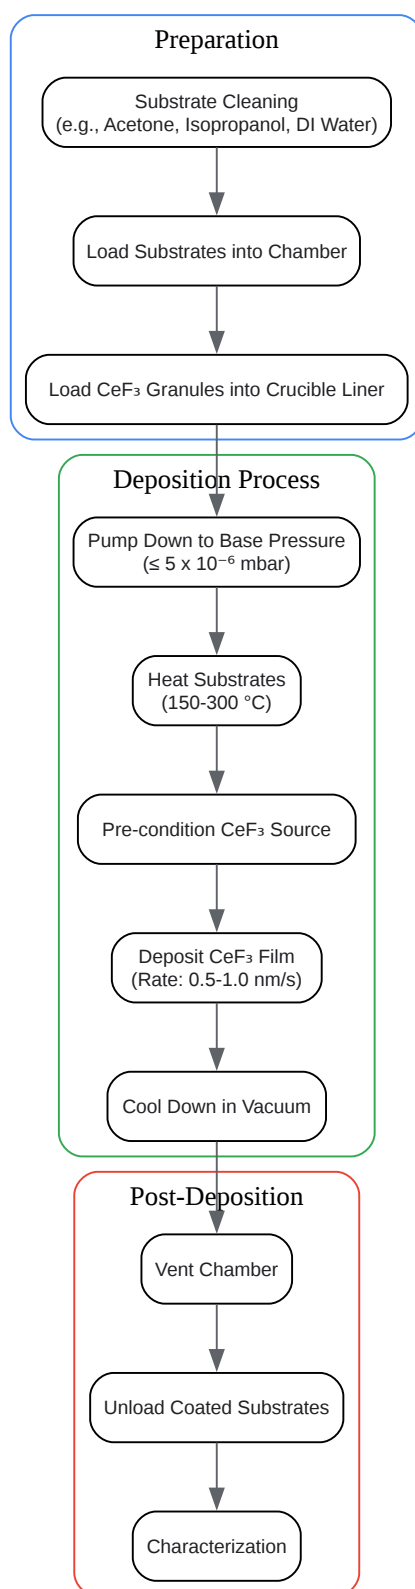 Preparation
Substrate Cleaning
(e.g., Acetone, Isopropanol, DI Water)
Load Substrates into Chamber
Load CeF₃ Granules into Crucible Liner
Deposition Process
Pump Down to Base Pressure
(≤ 5 x 10⁻⁶ mbar)
Heat Substrates
(150-300 °C)
Pre-condition CeF₃ Source
Deposit CeF₃ Film
(Rate: 0.5-1.0 nm/s)
Cool Down in Vacuum
Post-Deposition
Vent Chamber
Unload Coated Substrates
Characterization